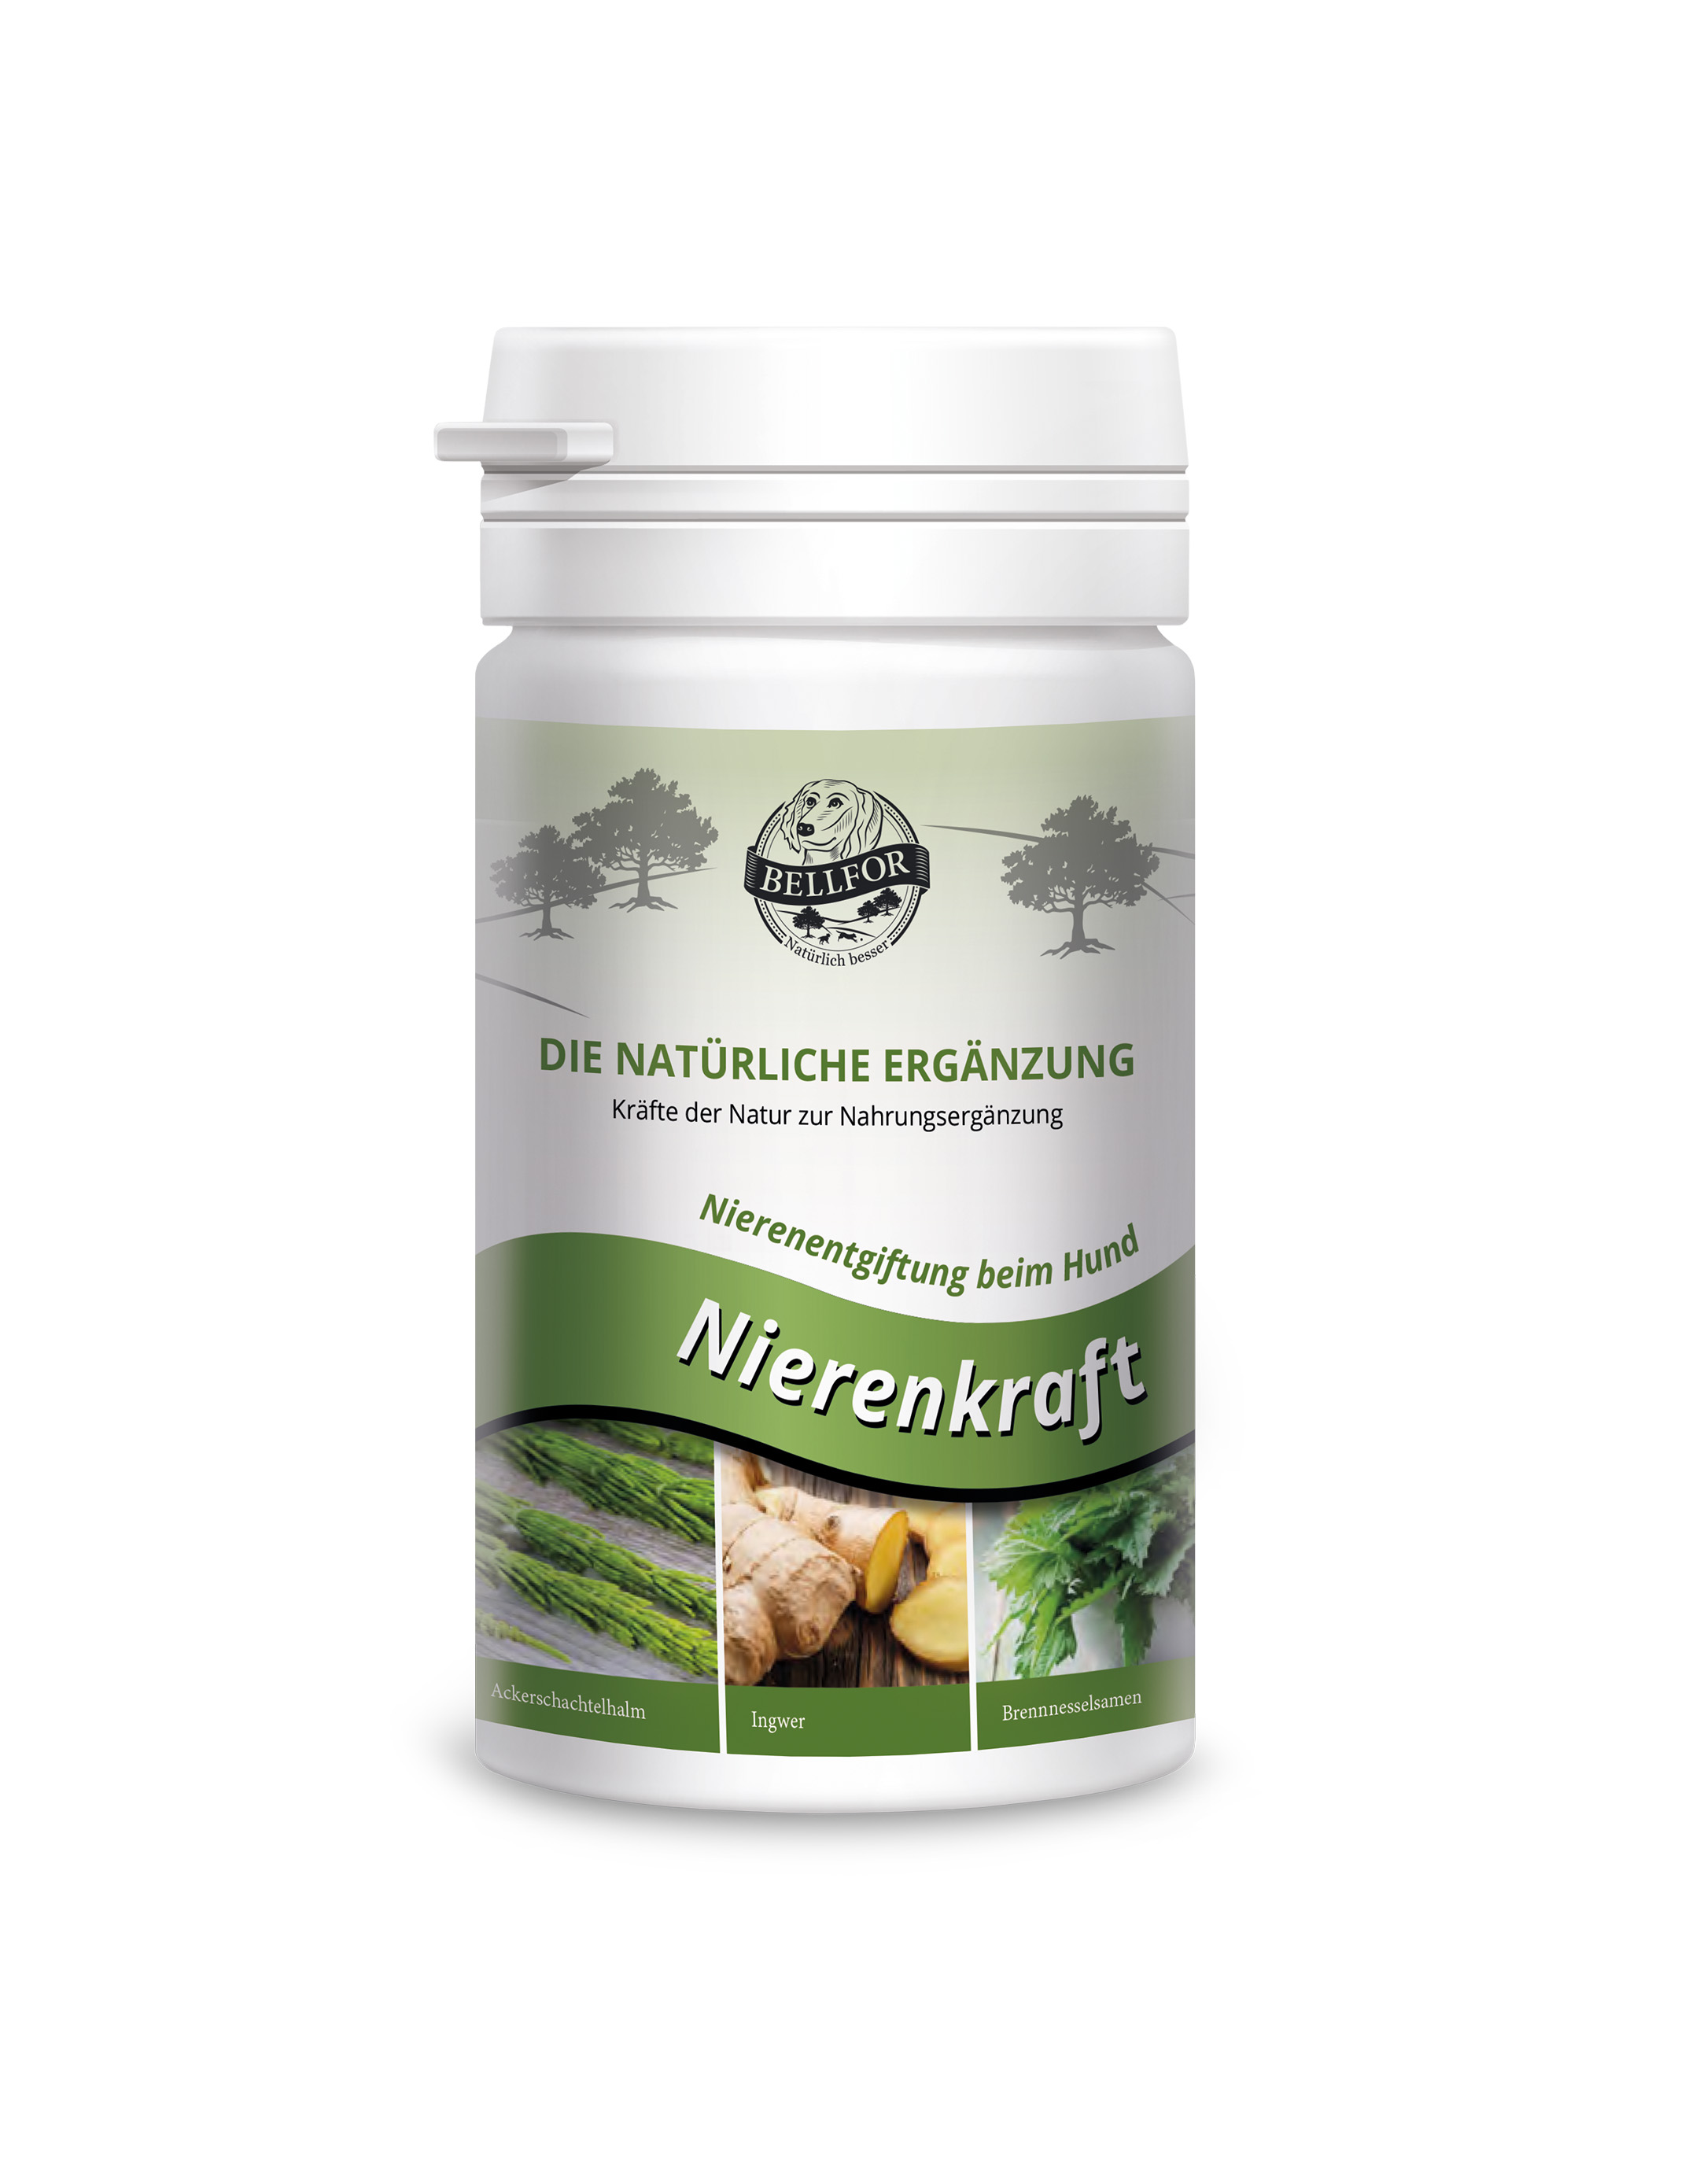 BELLFOR
Natürlich besser
DIE NATÜRLICHE ERGÄNZUNG
Kräfte der Natur zur Nahrungsergänzung
Nierenentgiftung beim Hund
Nierenkraft
Ackerschachtelhalm
Ingwer
Brennnesselsamen